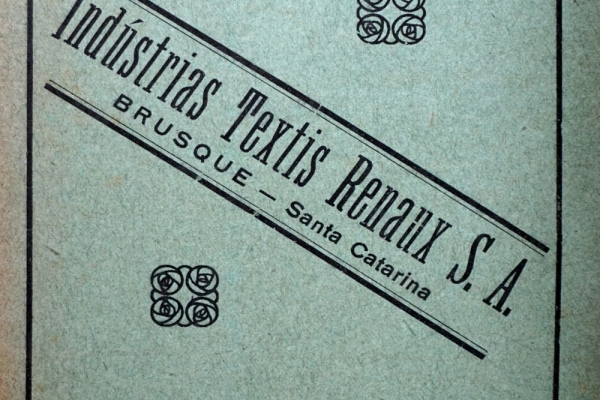 Indústrias Textis Renaux S. A.
BRUSQUE — Santa Catarina